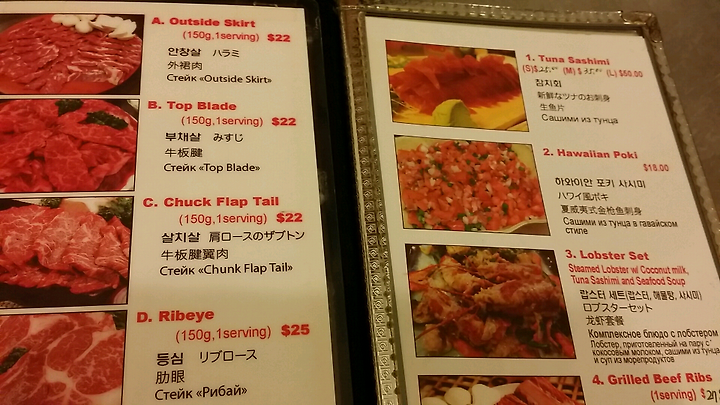 A. Outside Skirt
(150g,1serving) $22
안창살 ハラミ
外裙肉
Стейк «Outside Skirt»
B. Top Blade
(150g,1serving) $22
부채살 みすじ
牛板腱
Стейк «Top Blade»
C. Chuck Flap Tail
(150g,1serving) $22
살치살 肩ロースのザブトン
牛板腱翼肉
Стейк «Chunk Flap Tail»
D. Ribeye
(150g,1serving) $25
등심 リブロース
肋眼
Стейк «Рибай»
1. Tuna Sashimi
(S)$ (M) $ (L) $50.00
참치회
新鮮なツナのお刺身
生鱼片
Сашими из тунца
2. Hawaiian Poki
$18.00
하와이안 포키 사시미
ハワイ風ポキ
夏威夷式金枪鱼刺身
Сашими из тунца в гавайском
стиле
3. Lobster Set
Steamed Lobster w/ Coconut milk,
Tuna Sashimi and Seafood Soup
랍스터 세트(랍스터, 해물탕, 사시미)
ロブスターセット
龙虾套餐
Комплексное блюдо с лобстером
Лобстер, приготовленный на пару с
кокосовым молоком, сашими из тунца
и суп из морепродуктов
4. Grilled Beef Ribs
(1serving) $